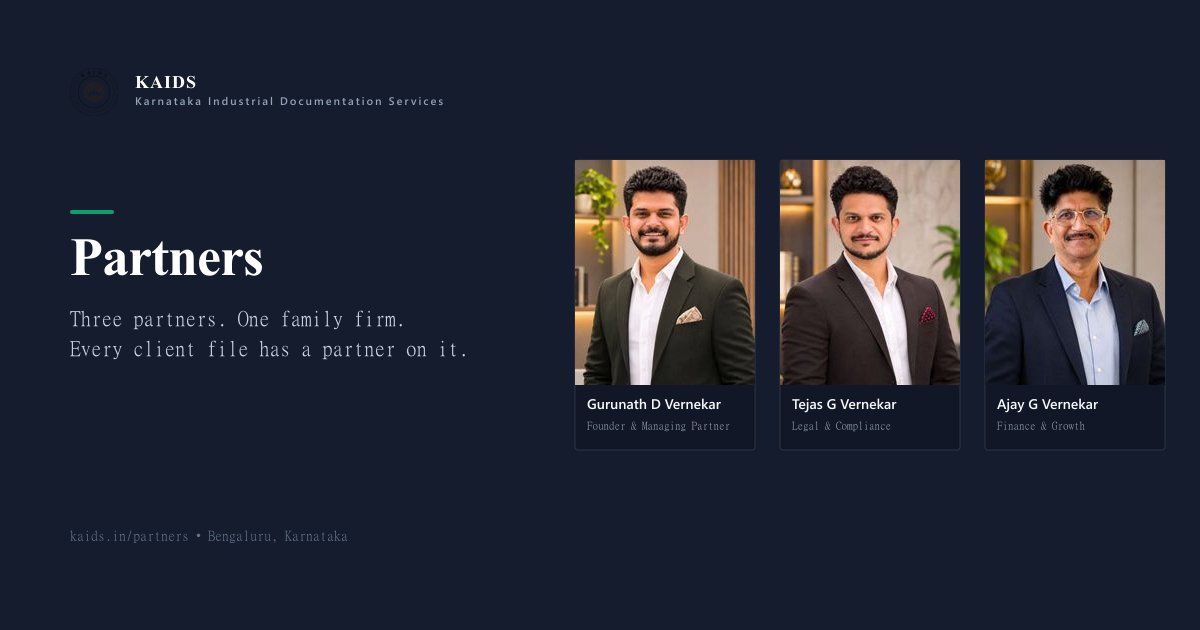 KAIDS
Karnataka Industrial Documentation Services
Partners
Three partners. One family firm.
Every client file has a partner on it.
Gurunath D Vernekar
Founder & Managing Partner
Tejas G Vernekar
Legal & Compliance
Ajay G Vernekar
Finance & Growth
kaids.in/partners • Bengaluru, Karnataka